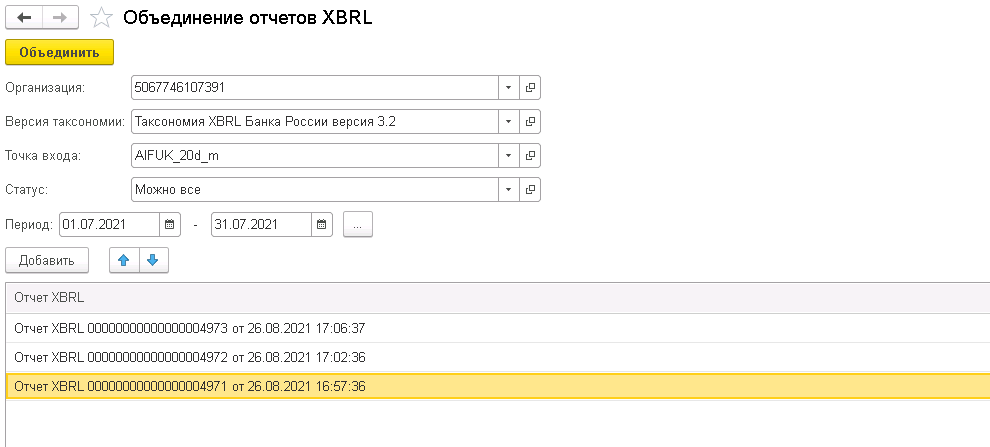 Объединение отчетов XBRL
Объединить
Организация: 5067746107391
Версия таксономии: Таксономия XBRL Банка России версия 3.2
Точка входа: AIFUK_20d_m
Статус: Можно все
Период: 01.07.2021 - 31.07.2021 ...
Добавить
Отчет XBRL
Отчет XBRL 00000000000000004973 от 26.08.2021 17:06:37
Отчет XBRL 00000000000000004972 от 26.08.2021 17:02:36
Отчет XBRL 00000000000000004971 от 26.08.2021 16:57:36